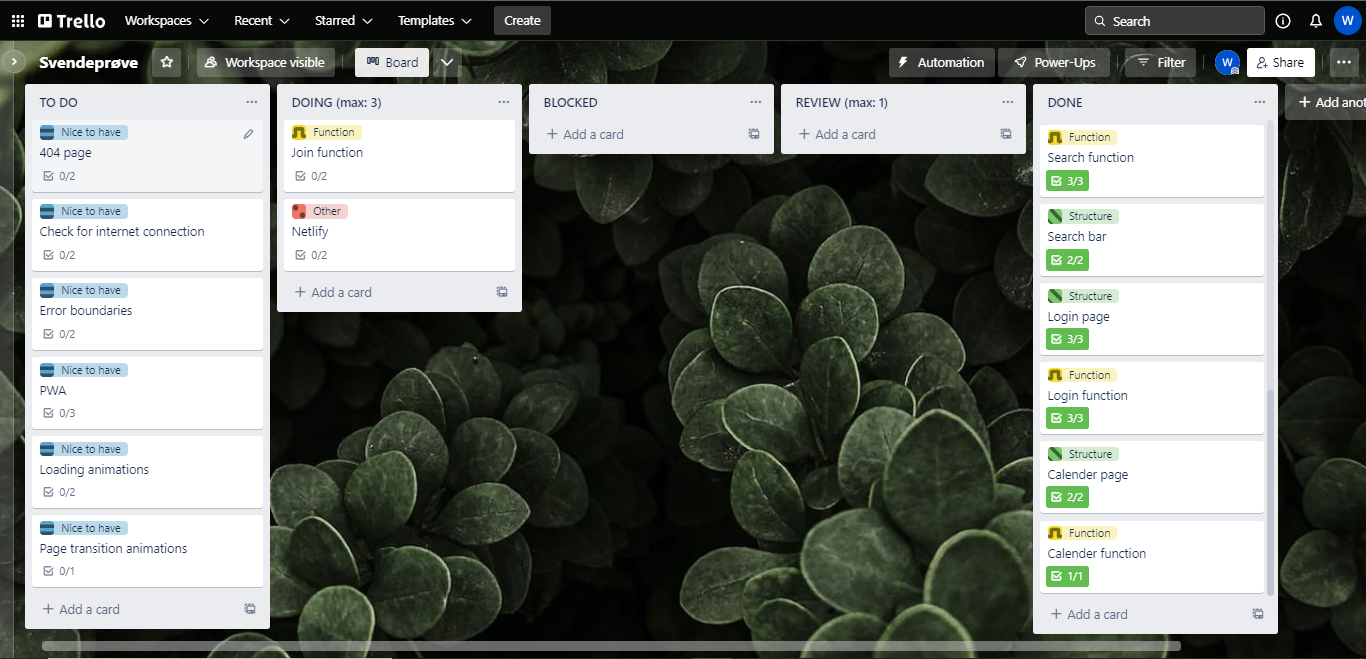 Trello
Workspaces
Recent
Starred
Templates
Create
Search
W
Svendeprøve
Workspace visible
Board
Automation
Power-Ups
Filter
W
Share
TO DO
Nice to have
404 page
0/2
Nice to have
Check for internet connection
0/2
Nice to have
Error boundaries
0/2
Nice to have
PWA
0/3
Nice to have
Loading animations
0/2
Nice to have
Page transition animations
0/1
Add a card
DOING (max: 3)
Function
Join function
0/2
Other
Netlify
0/2
Add a card
BLOCKED
Add a card
REVIEW (max: 1)
Add a card
DONE
Function
Search function
3/3
Structure
Search bar
2/2
Structure
Login page
3/3
Function
Login function
3/3
Structure
Calender page
2/2
Function
Calender function
1/1
Add a card
Add anot